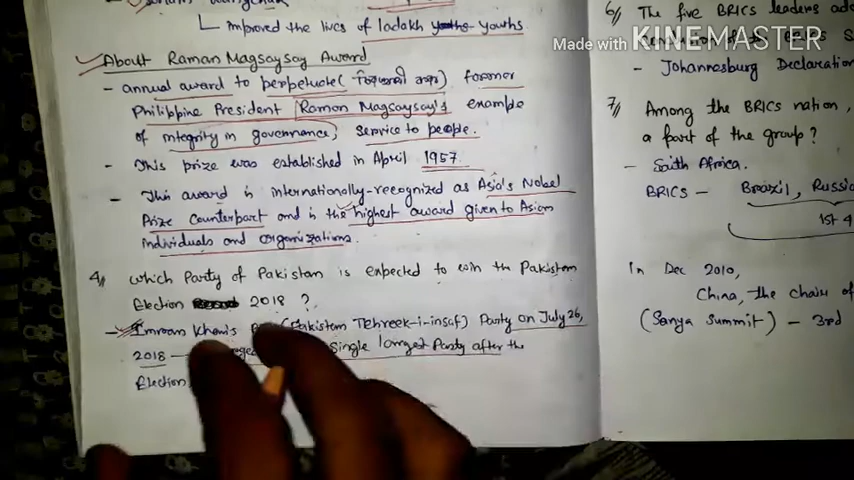 improved the lives of ladakh youths
About Raman Magsaysay Award
- annual award to perpetuate ( ) former
Philippine President Ramon Magsaysay's example
of integrity in governance, service to people.
- This prize was established in April 1957
- This award is internationally-recognized as Asia's Nobel
Prize Counterpart and is the highest award given to Asian
individuals and organizations.
4) which Party of Pakistan is expected to win the Pakistan
Election 2018 ?
- Imraan Khan's (Pakistan Tehreek-i-insaf) Party on July 26,
2018 - Single largest Party after the
Election
6) The five BRICS leaders
- Johannesburg Declaration
7) Among the BRICS nation,
a part of the group ?
- South Africa.
BRICS - Brazil, Russia
1st 4
In Dec 2010,
China, the chair of
(Sanya Summit) - 3rd
Made with KINEMASTER